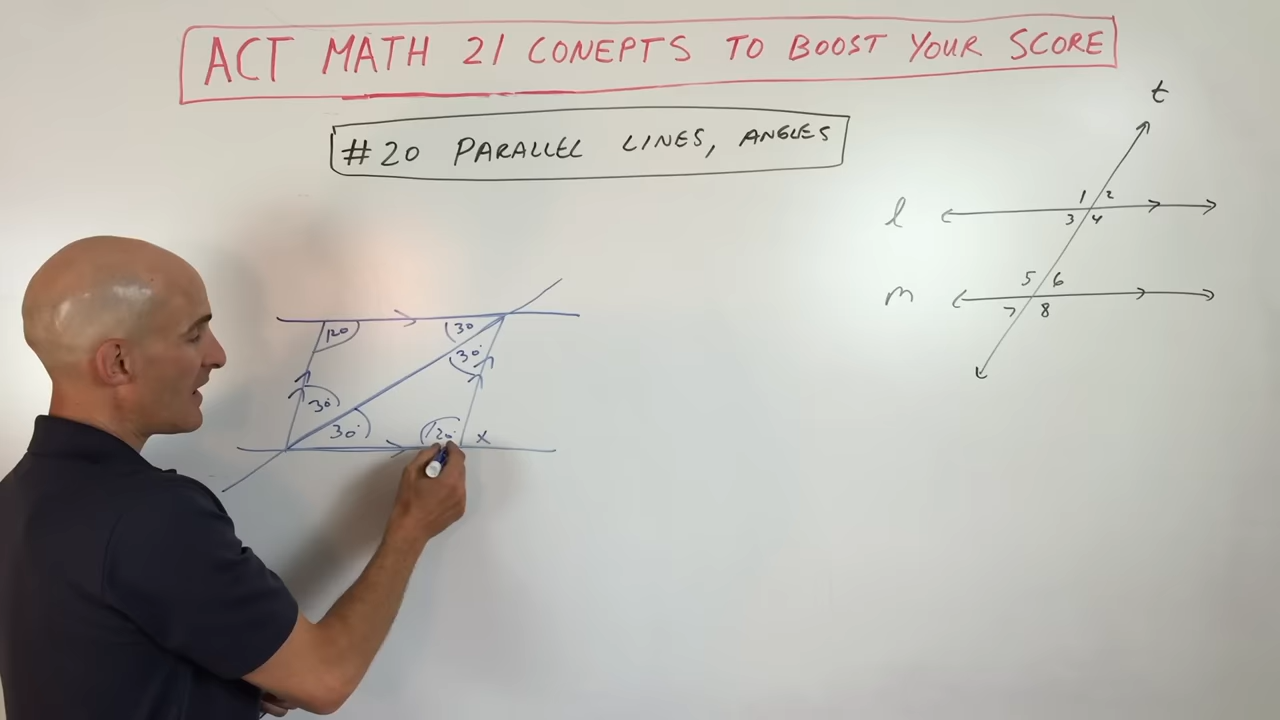 ACT MATH 21 CONEPTS TO BOOST YOUR SCORE
#20 PARALLEL LINES, ANGLES
t
l
1 2
3 4
m
5 6
7 8
120 30
30°
30°
30° 120° x